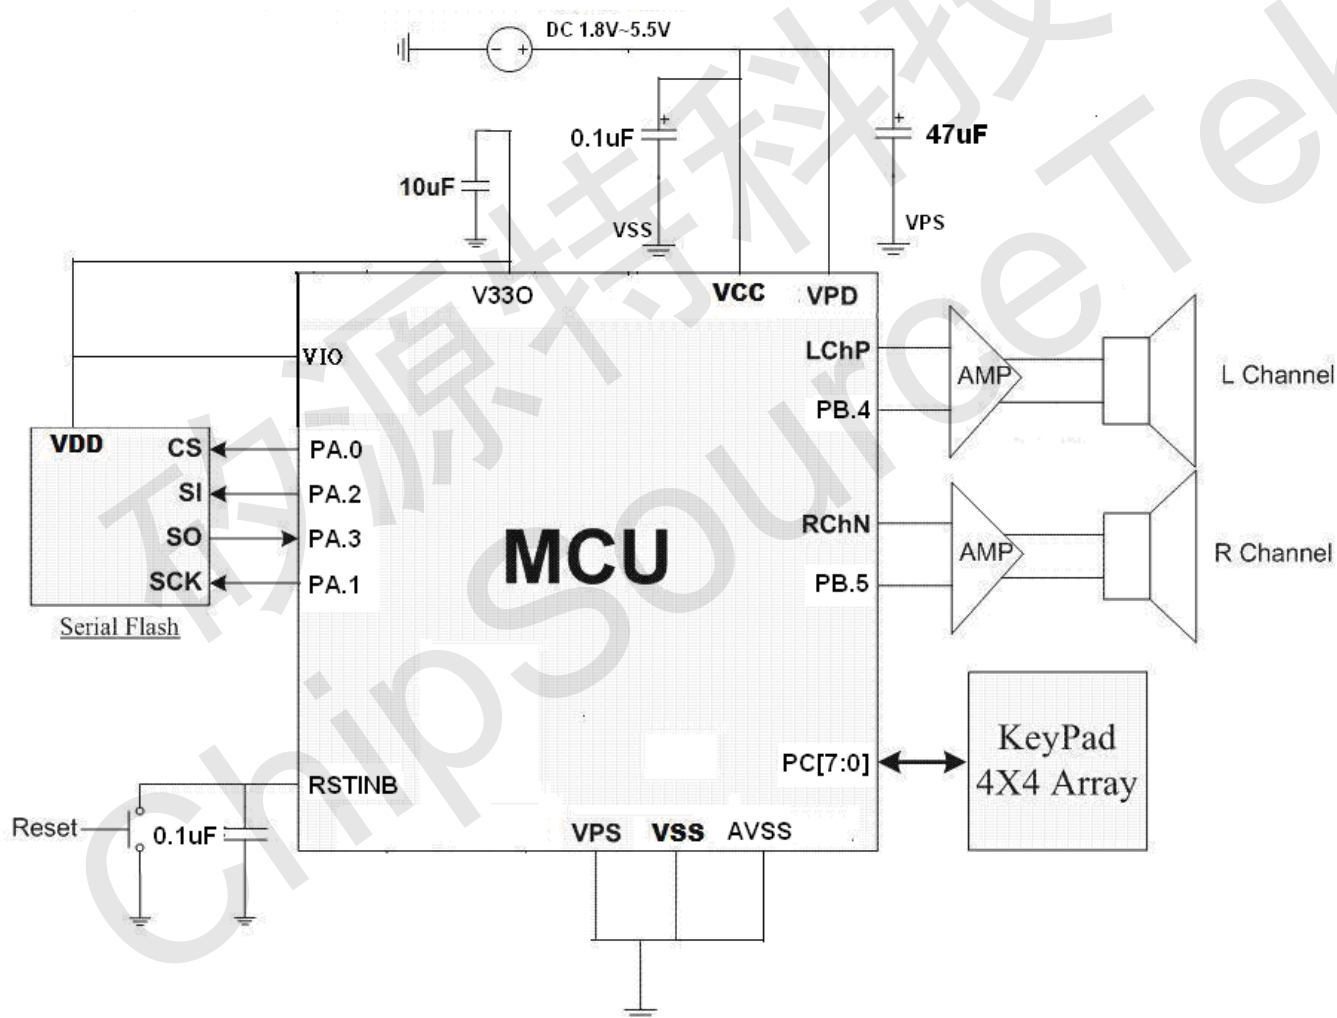 DC 1.8V~5.5V
- +
+
0.1uF
+
47uF
10uF
VSS
VPS
V33O
VCC
VPD
VIO
LChP
AMP
L Channel
PB.4
VDD
CS
PA.0
SI
PA.2
SO
PA.3
SCK
PA.1
Serial Flash
MCU
RChN
AMP
R Channel
PB.5
KeyPad
4X4 Array
PC[7:0]
RSTINB
Reset
0.1uF
VPS
VSS
AVSS
矽源特科技
ChipSourceTek